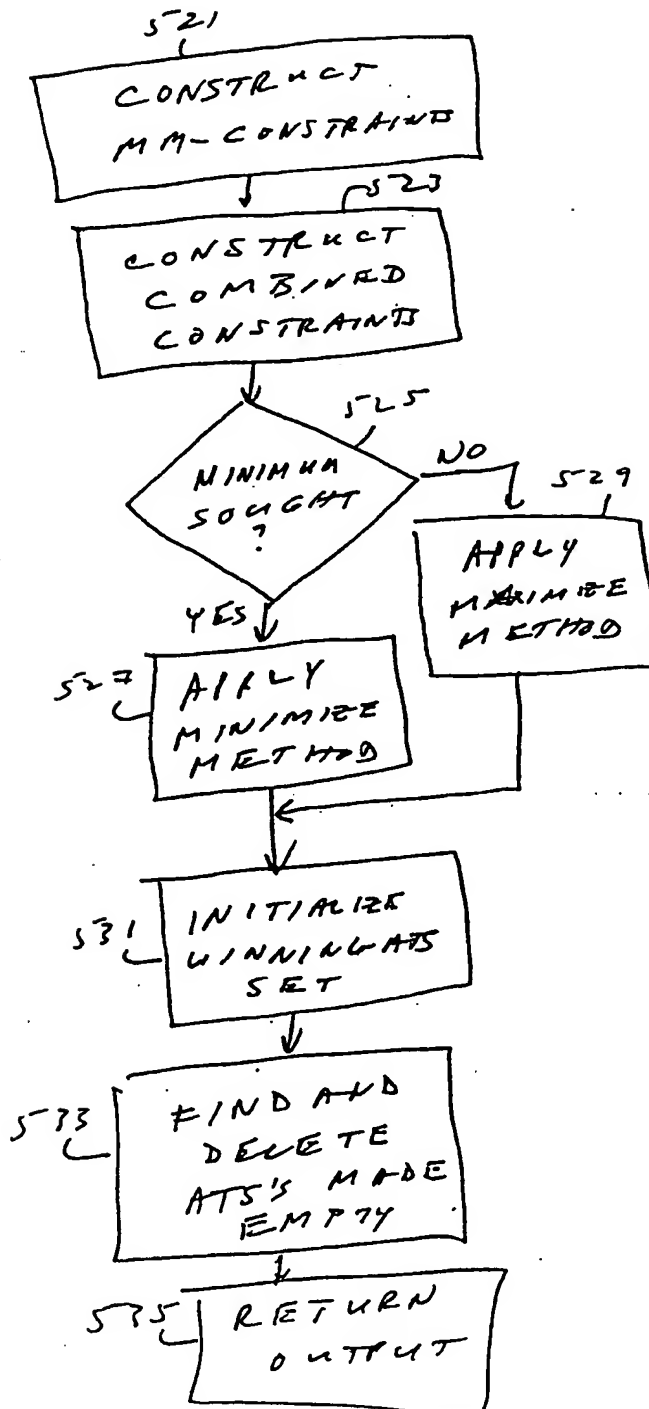 521
CONSTRUCT
MM-CONSTRAINTS
523
CONSTRUCT
COMBINED
CONSTRAINTS
525
MINIMUM
SOUGHT
?
NO
529
APPLY
MAXIMIZE
METHOD
YES
527
APPLY
MINIMIZE
METHOD
531
INITIALIZE
WINNINGATS
SET
533
FIND AND
DELETE
ATS'S MADE
EMPTY
535
RETURN
OUTPUT